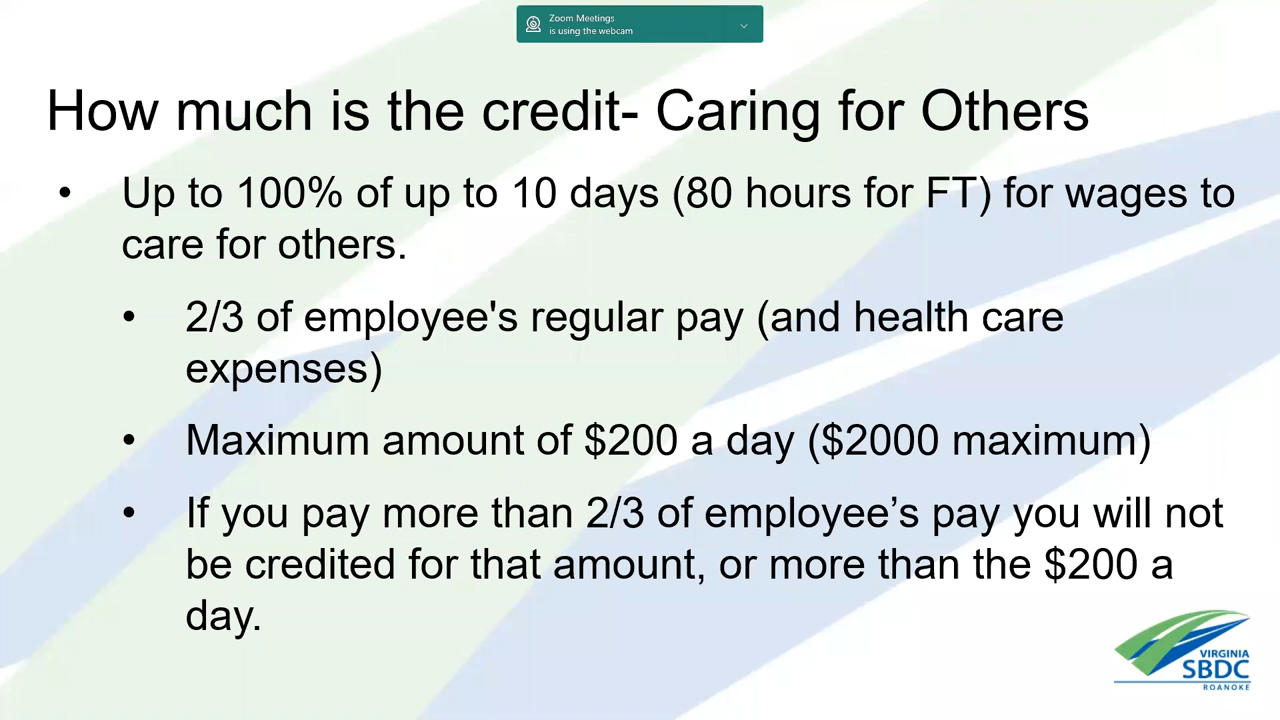 Zoom Meetings
is using the webcam
How much is the credit- Caring for Others
• Up to 100% of up to 10 days (80 hours for FT) for wages to
care for others.
• 2/3 of employee's regular pay (and health care
expenses)
• Maximum amount of $200 a day ($2000 maximum)
• If you pay more than 2/3 of employee’s pay you will not
be credited for that amount, or more than the $200 a
day.
VIRGINIA
SBDC
ROANOKE